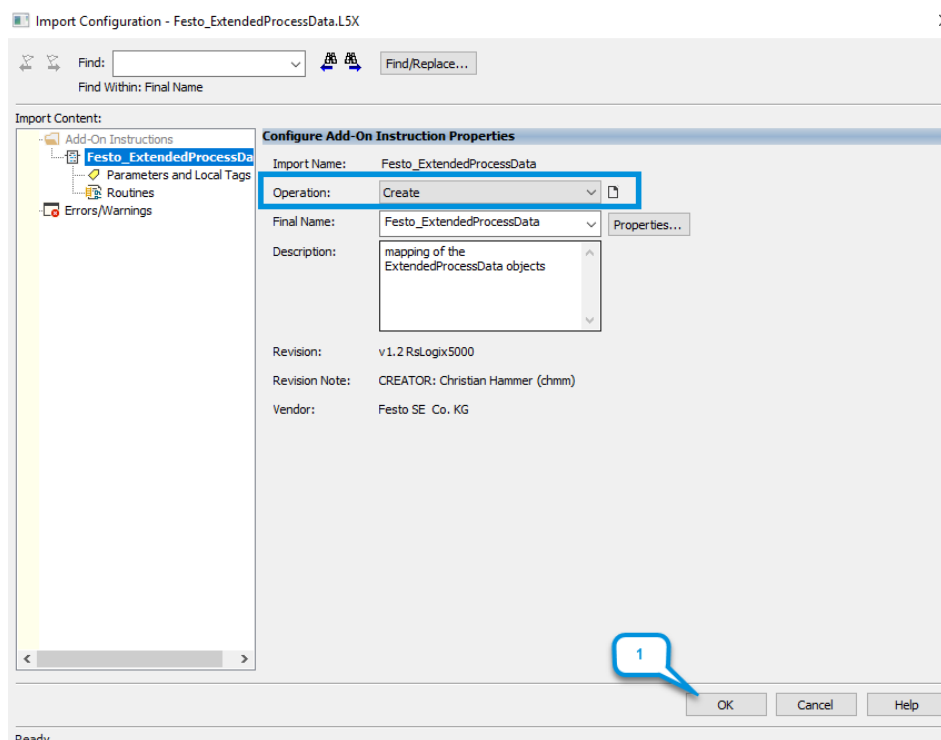 Import Configuration - Festo_ExtendedProcessData.L5X
Find:
Find/Replace...
Find Within: Final Name
Import Content:
Add-On Instructions
Festo_ExtendedProcessDa
Parameters and Local Tags
Routines
Errors/Warnings
Configure Add-On Instruction Properties
Import Name: Festo_ExtendedProcessData
Operation: Create
Final Name: Festo_ExtendedProcessData Properties...
Description: mapping of the
ExtendedProcessData objects
Revision: v1.2 RsLogix5000
Revision Note: CREATOR: Christian Hammer (chmm)
Vendor: Festo SE Co. KG
1
OK Cancel Help
Ready